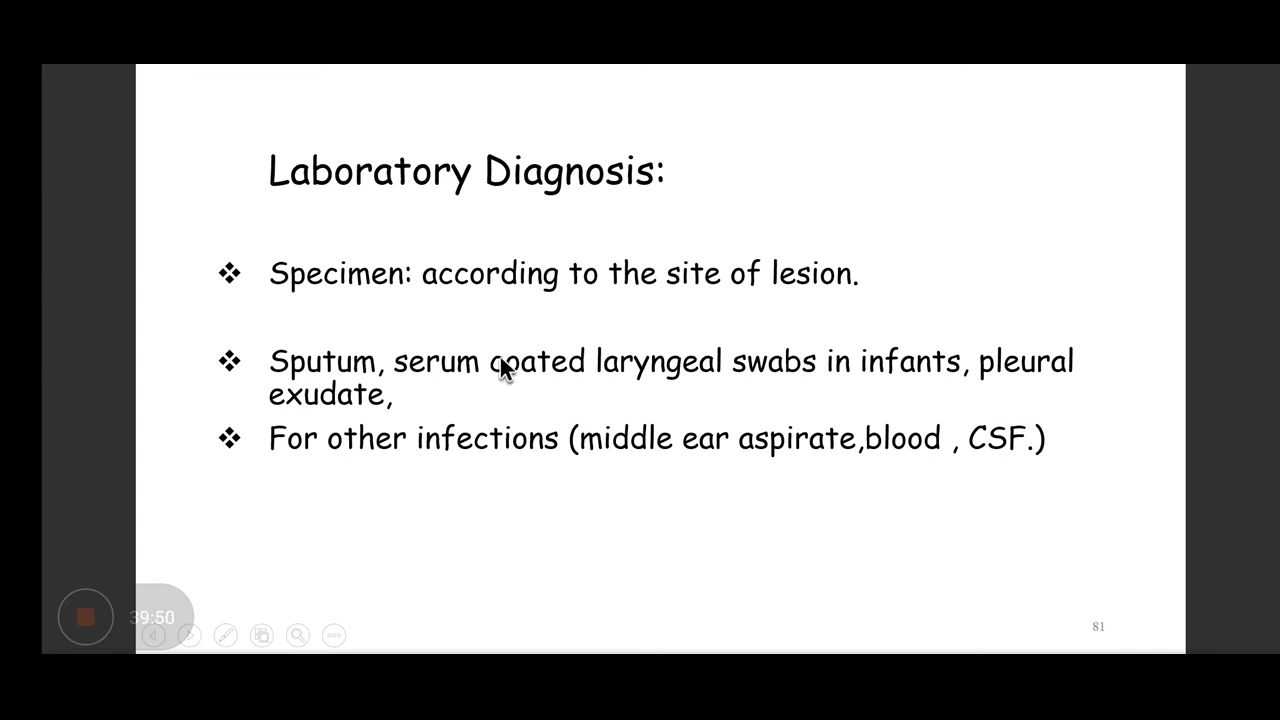 Laboratory Diagnosis:
❖ Specimen: according to the site of lesion.
❖ Sputum, serum coated laryngeal swabs in infants, pleural
exudate,
❖ For other infections (middle ear aspirate,blood , CSF.)
39:50
81